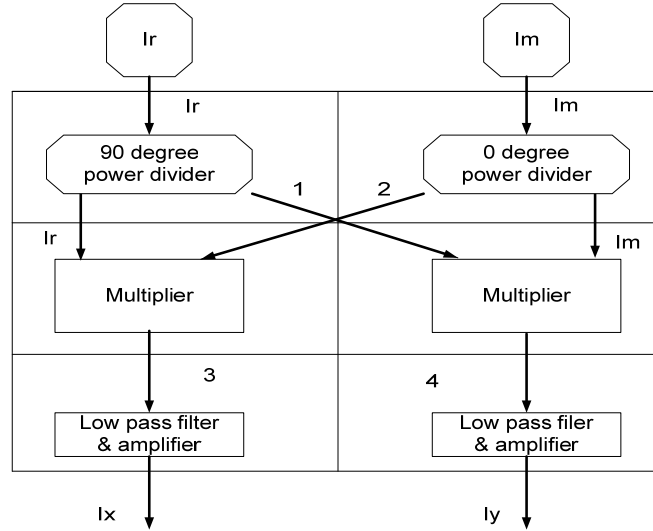 Ir
Im
Ir
Im
90 degree
power divider
1
2
0 degree
power divider
Ir
Im
Multiplier
Multiplier
3
4
Low pass filter
& amplifier
Low pass filer
& amplifier
Ix
Iy